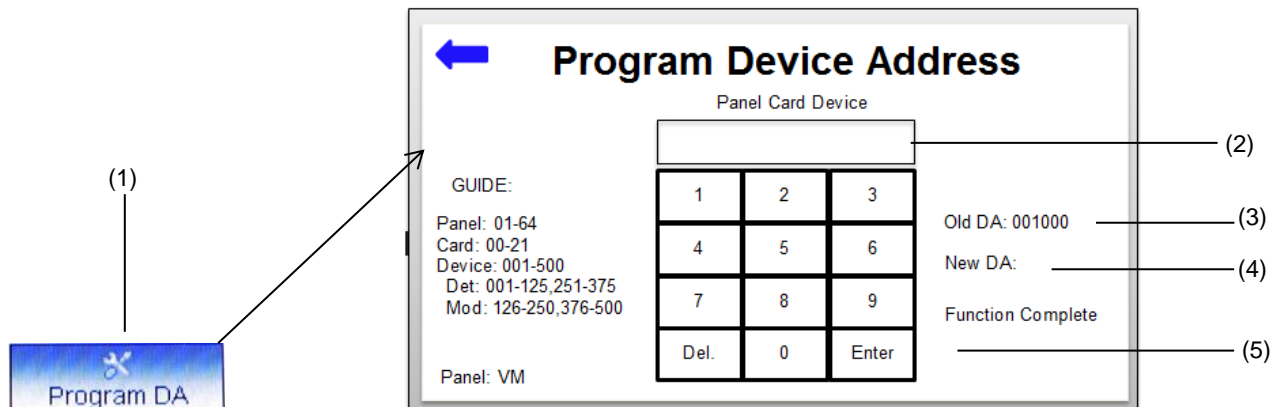 Program Device Address
Panel Card Device
(2)
(1)
GUIDE:
Panel: 01-64
Card: 00-21
Device: 001-500
Det: 001-125,251-375
Mod: 126-250,376-500
Panel: VM
1 2 3
4 5 6
7 8 9
Del. 0 Enter
Old DA: 001000
(3)
New DA:
(4)
Function Complete
(5)
Program DA